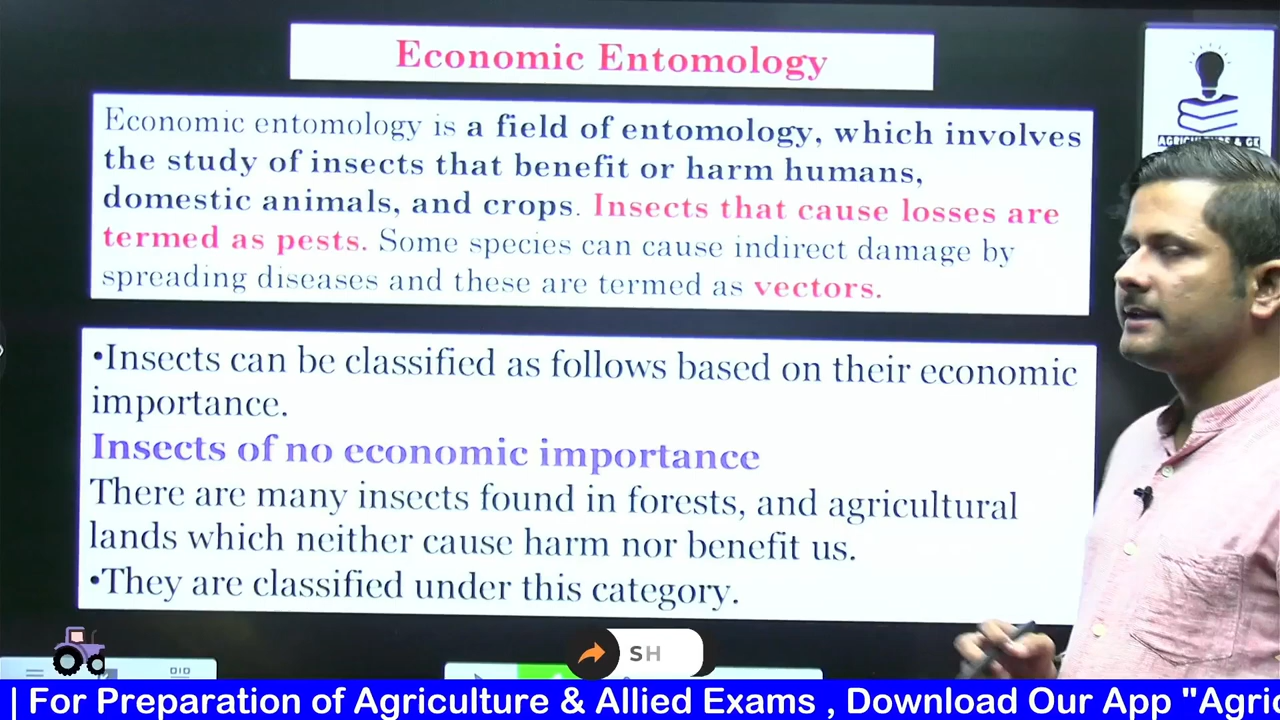 Economic Entomology
AGRICULTURE & GK
Economic entomology is a field of entomology, which involves
the study of insects that benefit or harm humans,
domestic animals, and crops. Insects that cause losses are
termed as pests. Some species can cause indirect damage by
spreading diseases and these are termed as vectors.
•Insects can be classified as follows based on their economic
importance.
Insects of no economic importance
There are many insects found in forests, and agricultural
lands which neither cause harm nor benefit us.
•They are classified under this category.
SH
| For Preparation of Agriculture & Allied Exams , Download Our App "Agric